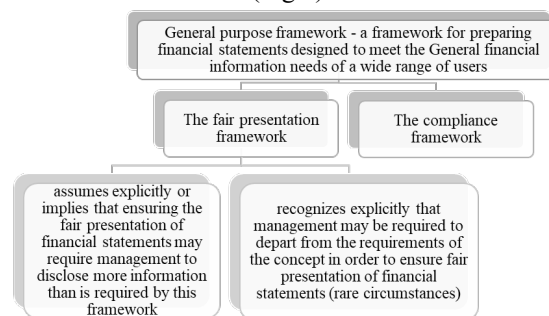 General purpose framework - a framework for preparing
financial statements designed to meet the General financial
information needs of a wide range of users
The fair presentation
framework
The compliance
framework
assumes explicitly or
implies that ensuring the
fair presentation of
financial statements may
require management to
disclose more information
than is required by this
framework
recognizes explicitly that
management may be required to
depart from the requirements of
the concept in order to ensure fair
presentation of financial
statements (rare circumstances)